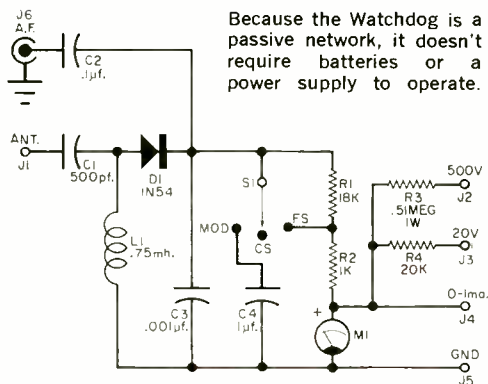 J6
A.F.
C2
.1µf.
Because the Watchdog is a
passive network, it doesn't
require batteries or a
power supply to operate.
ANT.
J1
C1
500pf.
D1
1N54
S1
R1
18K
500V
J2
R3
.51MEG
1W
MOD
CS
FS
20V
J3
R4
20K
L1
.75mh.
R2
1K
0-1ma.
J4
C3
.001µf.
C4
1µf.
+
M1
GND
J5